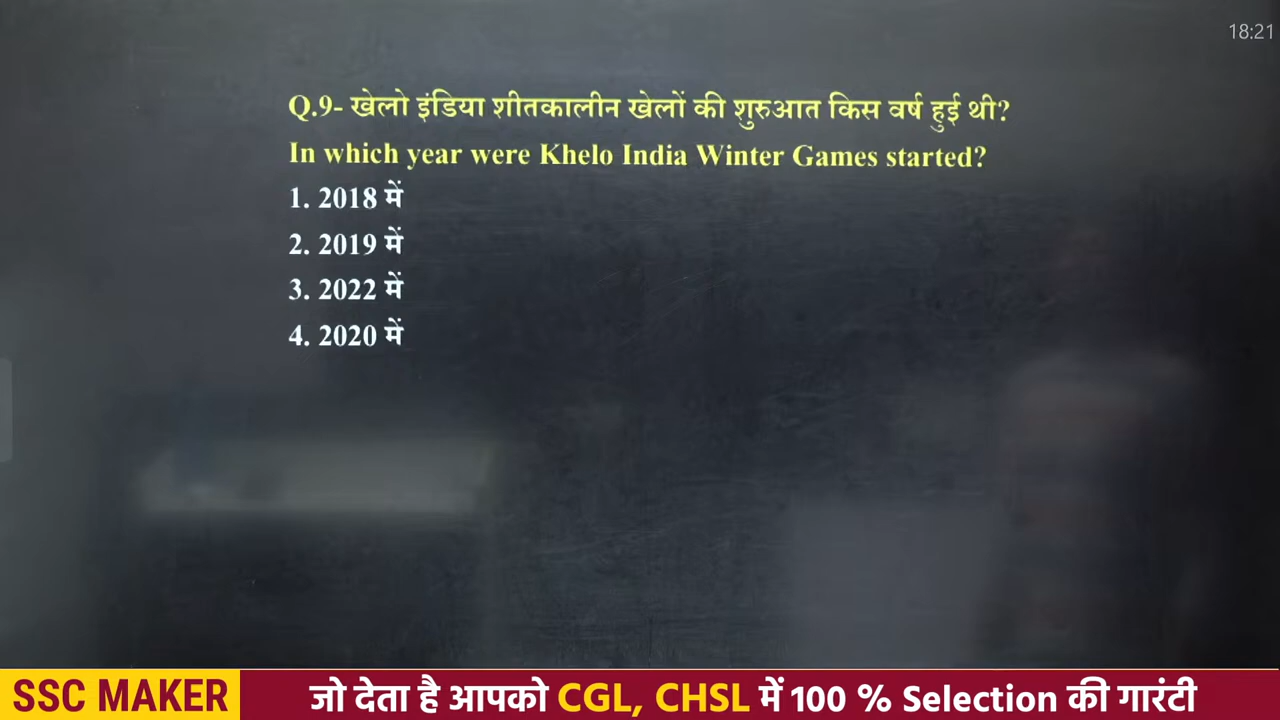 18:21
Q.9- खेलो इंडिया शीतकालीन खेलों की शुरुआत किस वर्ष हुई थी?
In which year were Khelo India Winter Games started?
1. 2018 में
2. 2019 में
3. 2022 में
4. 2020 में
SSC MAKER जो देता है आपको CGL, CHSL में 100 % Selection की गारंटी